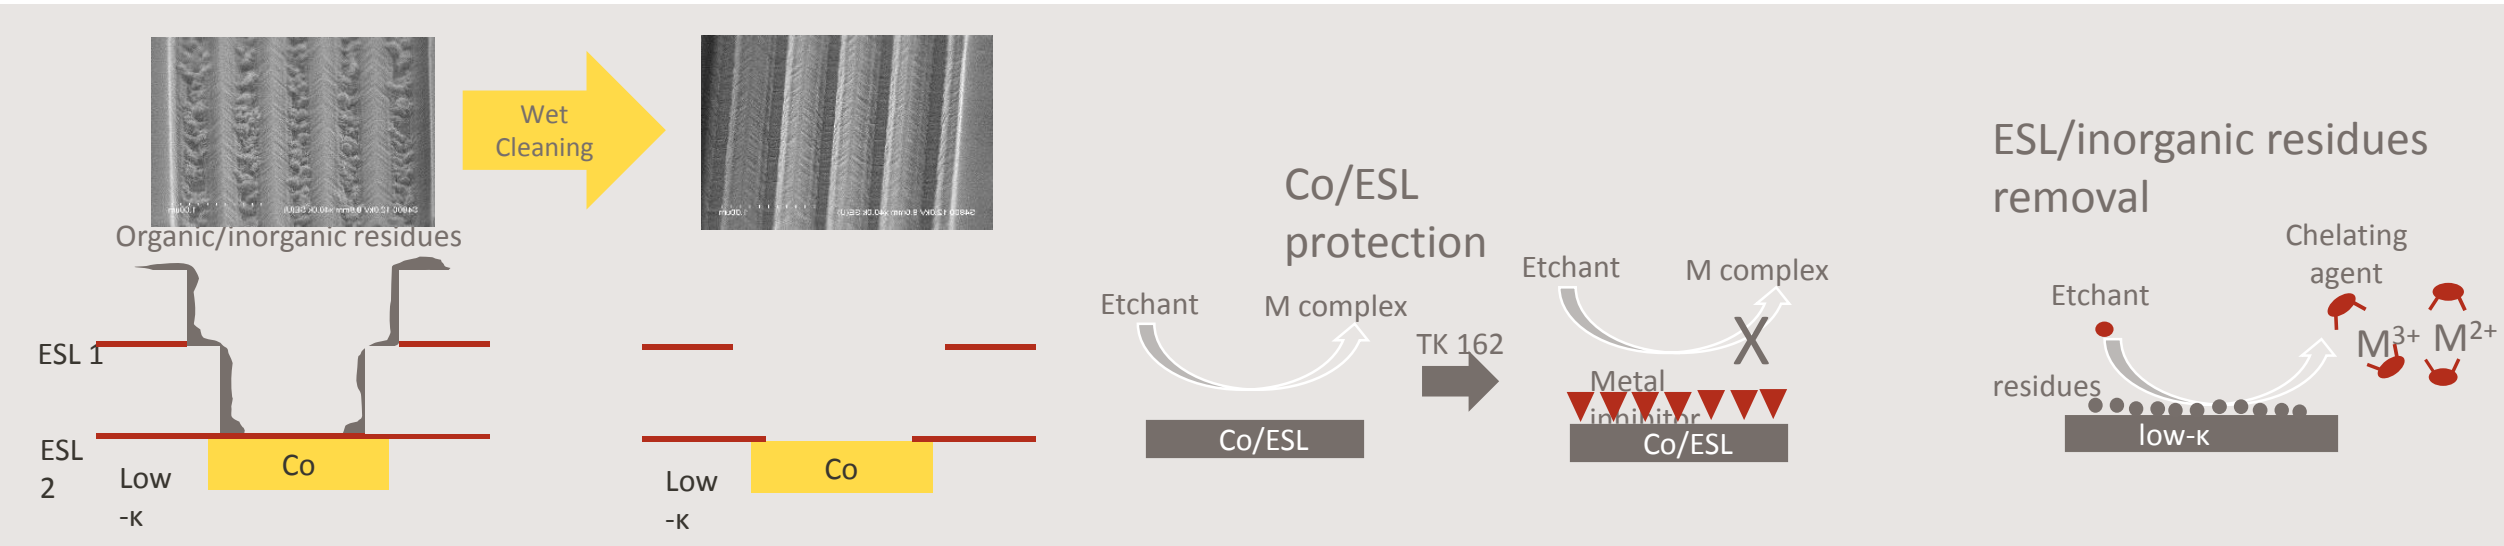 Wet
Cleaning
Organic/inorganic residues
ESL 1
ESL
2
Low
-κ
Co
Low
-κ
Co
Co/ESL
protection
Etchant
M complex
Co/ESL
TK 162
Etchant
M complex
Metal
inhibitor
Co/ESL
ESL/inorganic residues
removal
Chelating
agent
Etchant
M3+
M2+
residues
low-κ